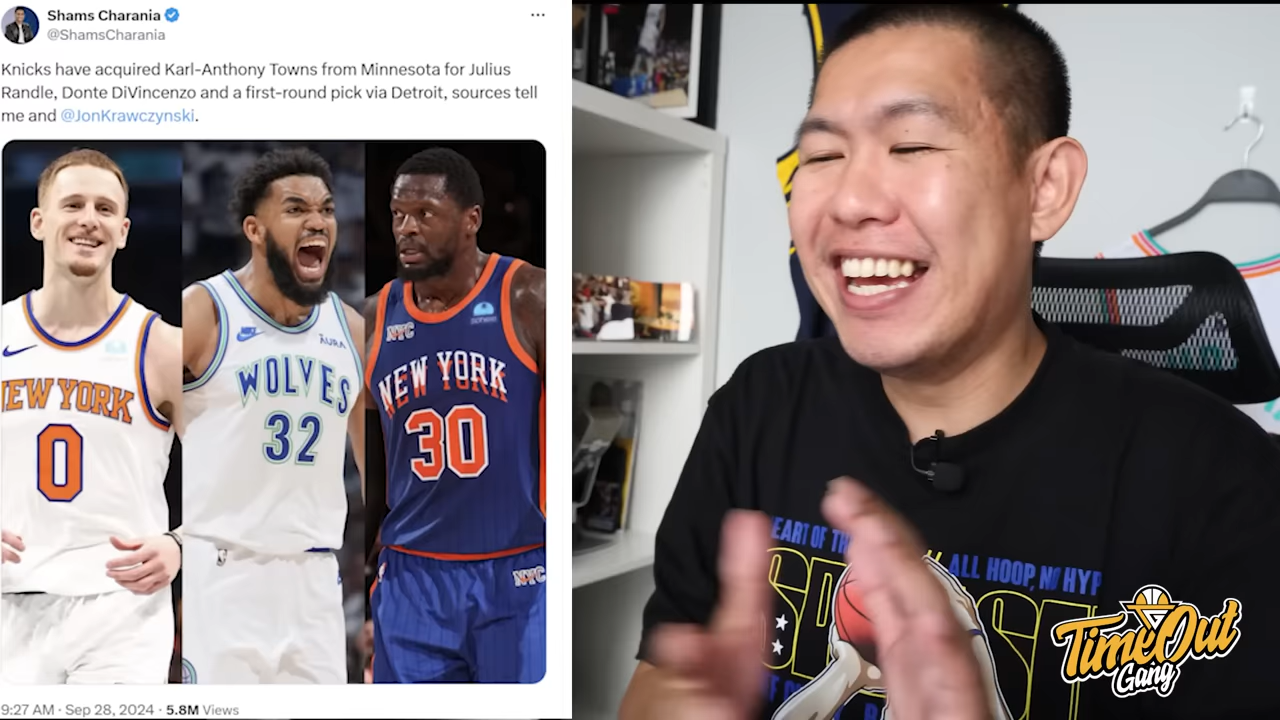 Shams Charania
@ShamsCharania
Knicks have acquired Karl-Anthony Towns from Minnesota for Julius
Randle, Donte DiVincenzo and a first-round pick via Detroit, sources tell
me and @JonKrawczynski.
NEW YORK
0
AURA
WOLVES
32
NYC
NEW YORK
30
NYC
9:27 AM · Sep 28, 2024 · 5.8M Views
ALL HOOP, NO HYP
TimeOut
Gang